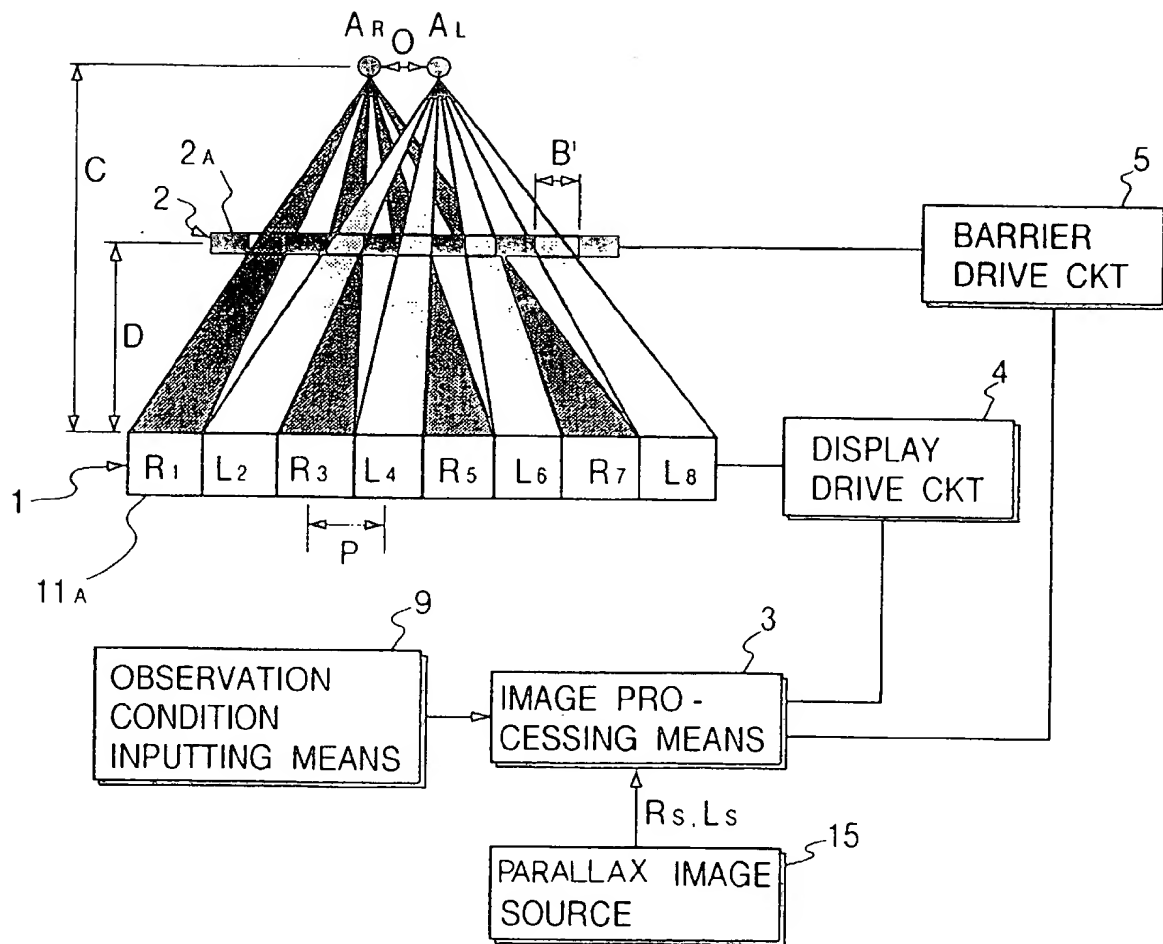 AR AL
O
C
2A
2
B'
5
BARRIER
DRIVE CKT
D
4
DISPLAY
DRIVE CKT
R1 L2 R3 L4 R5 L6 R7 L8
1
P
11A
9
OBSERVATION
CONDITION
INPUTTING MEANS
3
IMAGE PRO -
CESSING MEANS
RS, LS
15
PARALLAX IMAGE
SOURCE